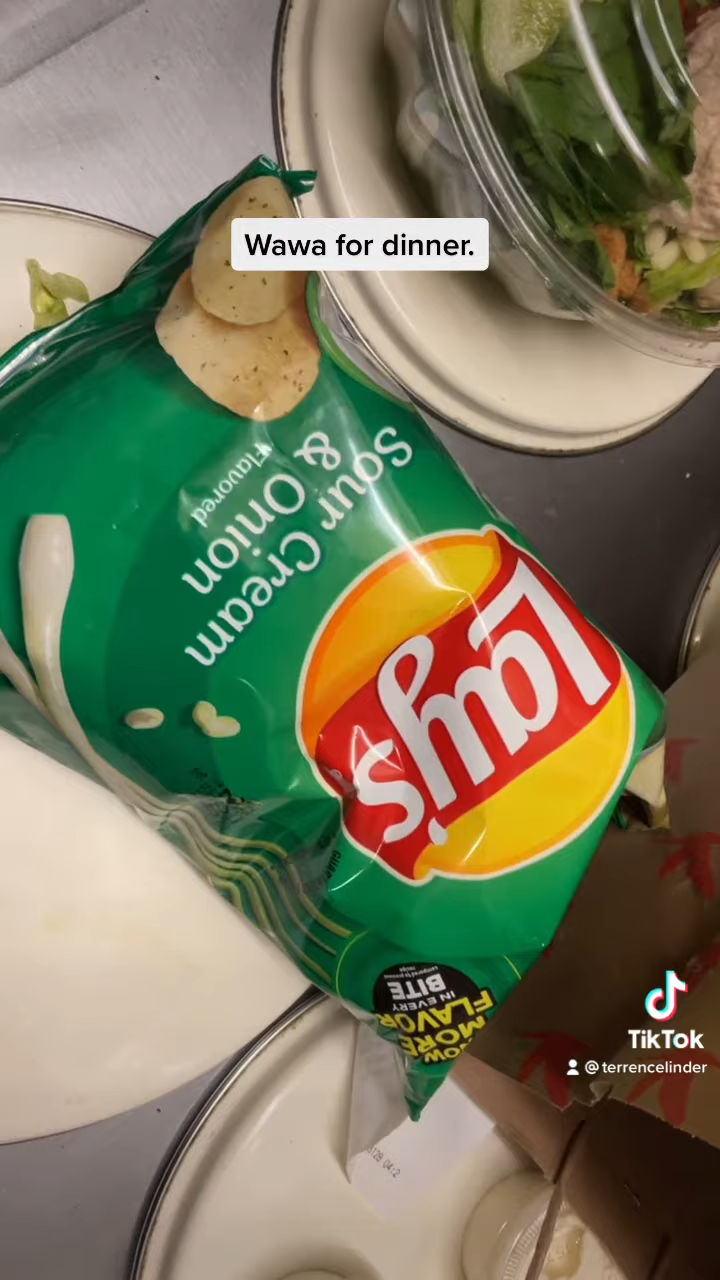 Wawa for dinner.
Lay's
Sour Cream
& Onion
Flavored
NOW
MORE
FLAVOR
IN EVERY
BITE
TikTok
@terrencelinder